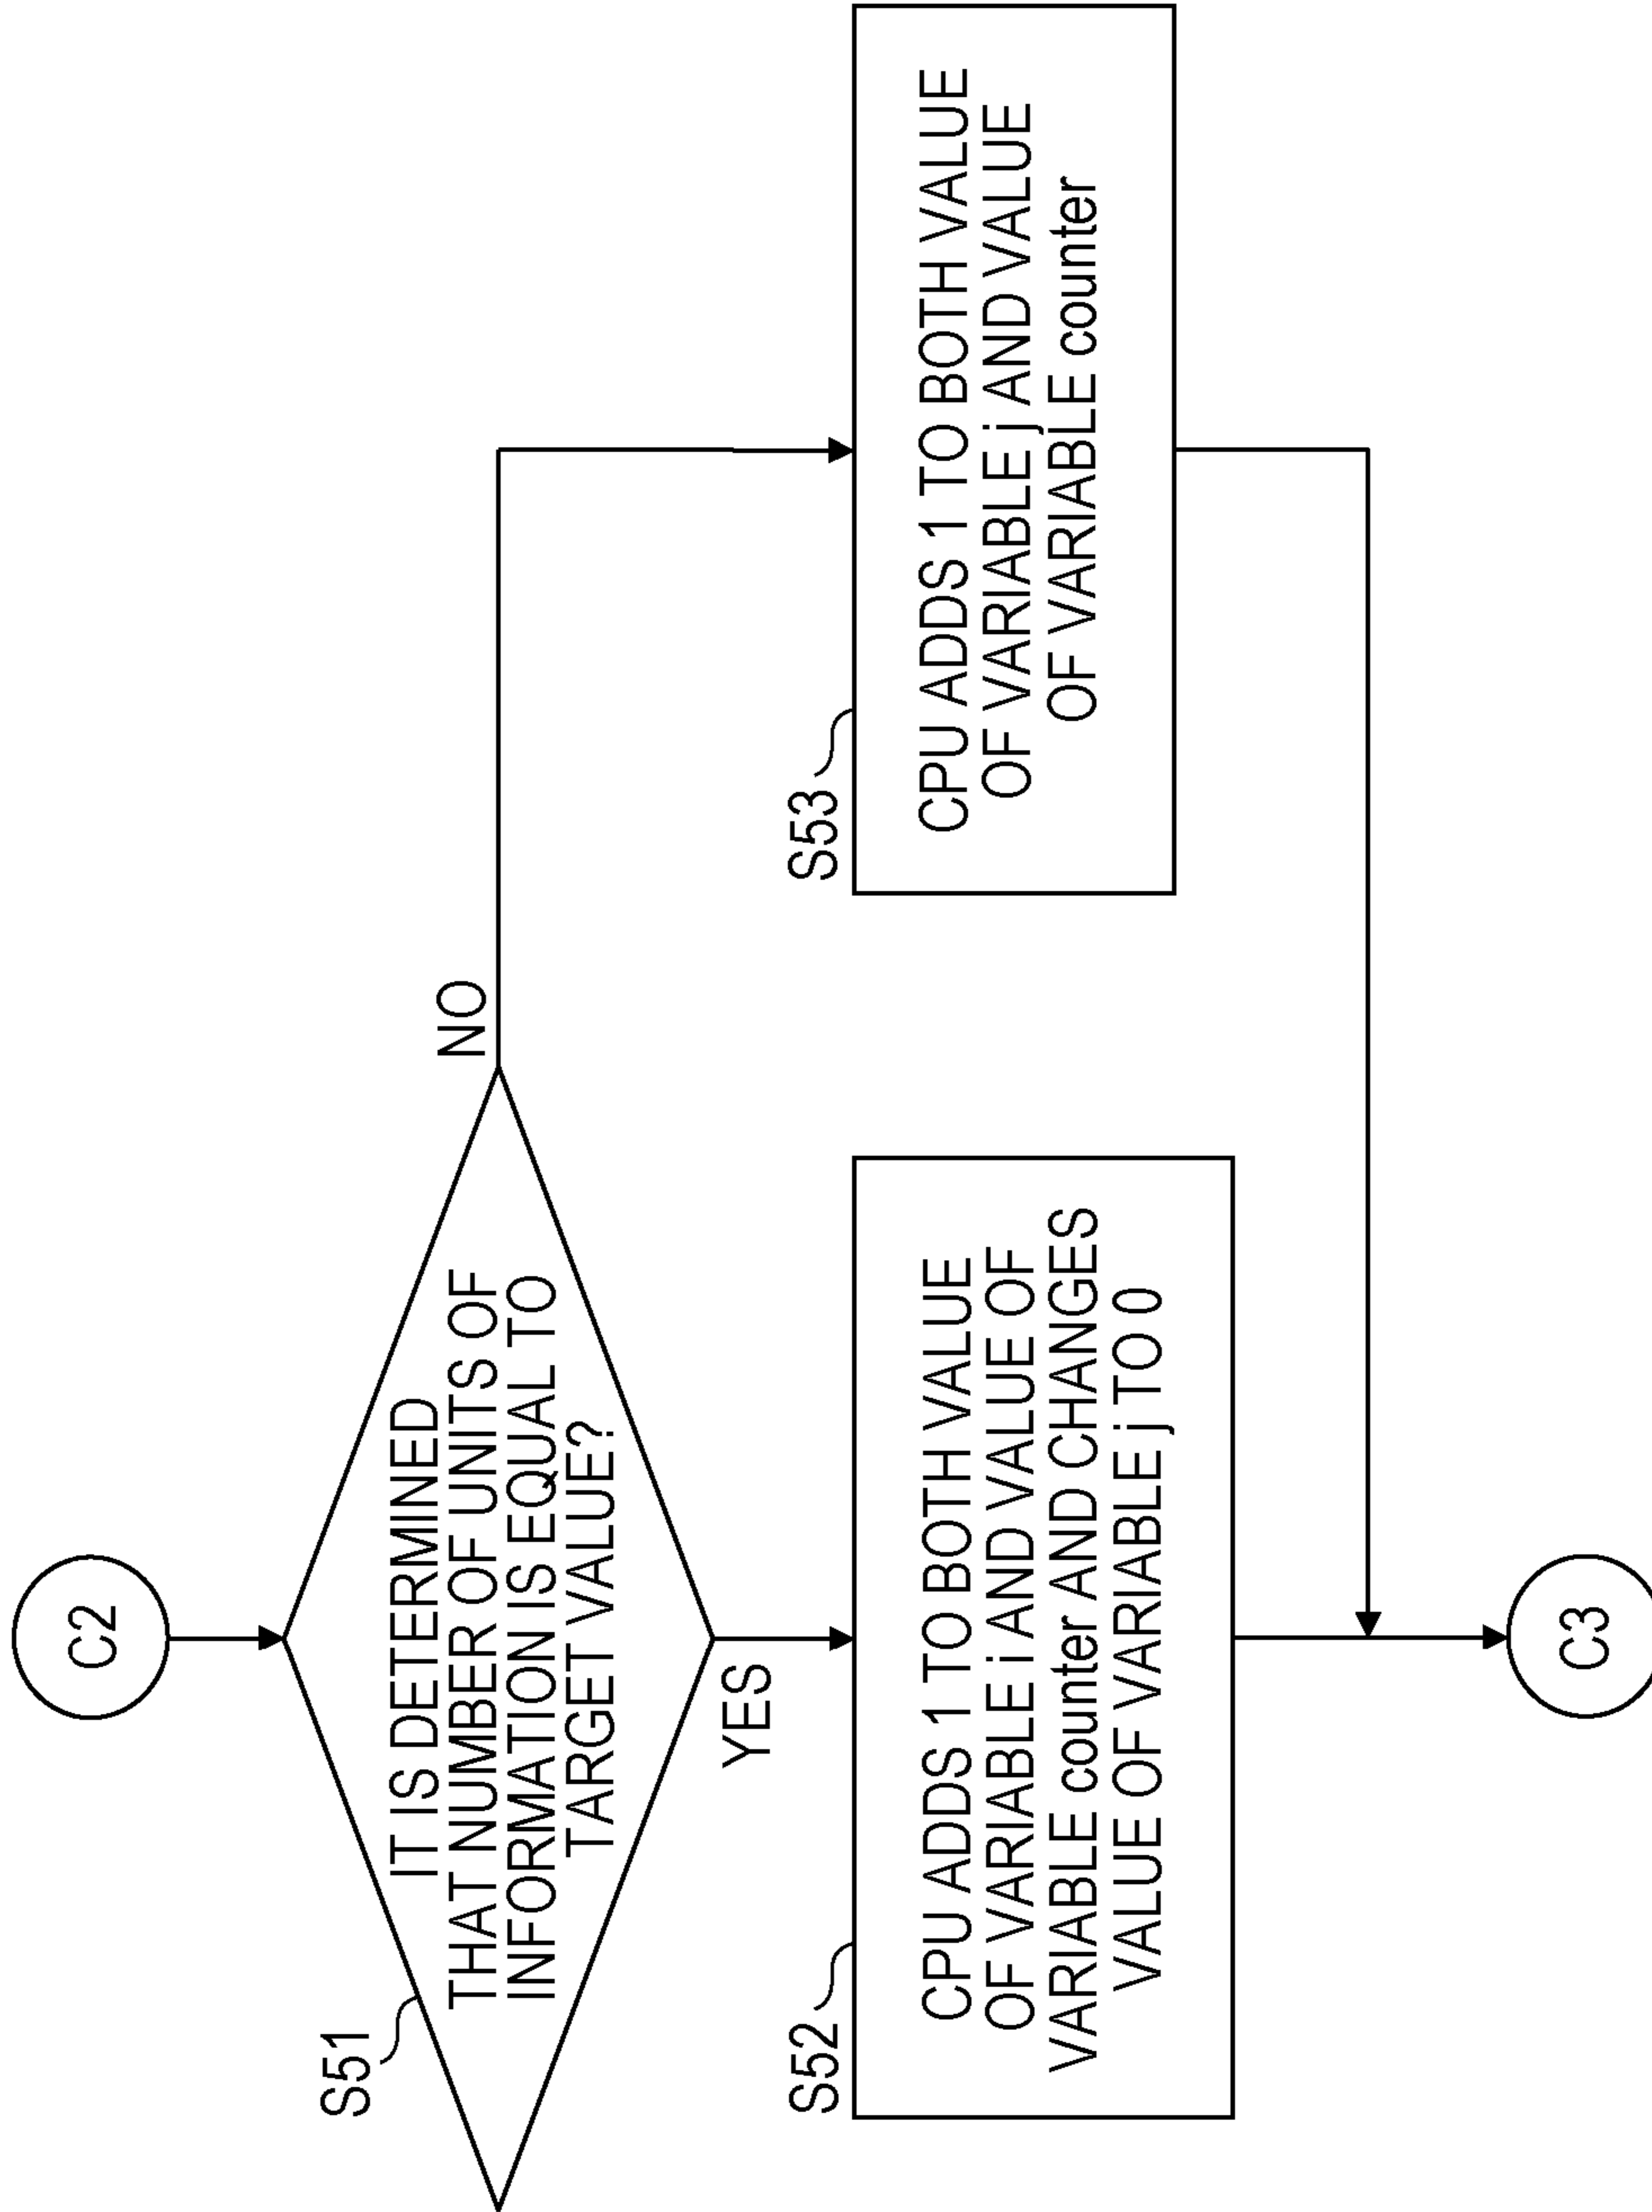 C2
S51
IT IS DETERMINED
THAT NUMBER OF UNITS OF
INFORMATION IS EQUAL TO
TARGET VALUE?
NO
YES
S52
CPU ADDS 1 TO BOTH VALUE
OF VARIABLE i AND VALUE OF
VARIABLE counter AND CHANGES
VALUE OF VARIABLE j TO 0
S53
CPU ADDS 1 TO BOTH VALUE
OF VARIABLE j AND VALUE
OF VARIABLE counter
C3